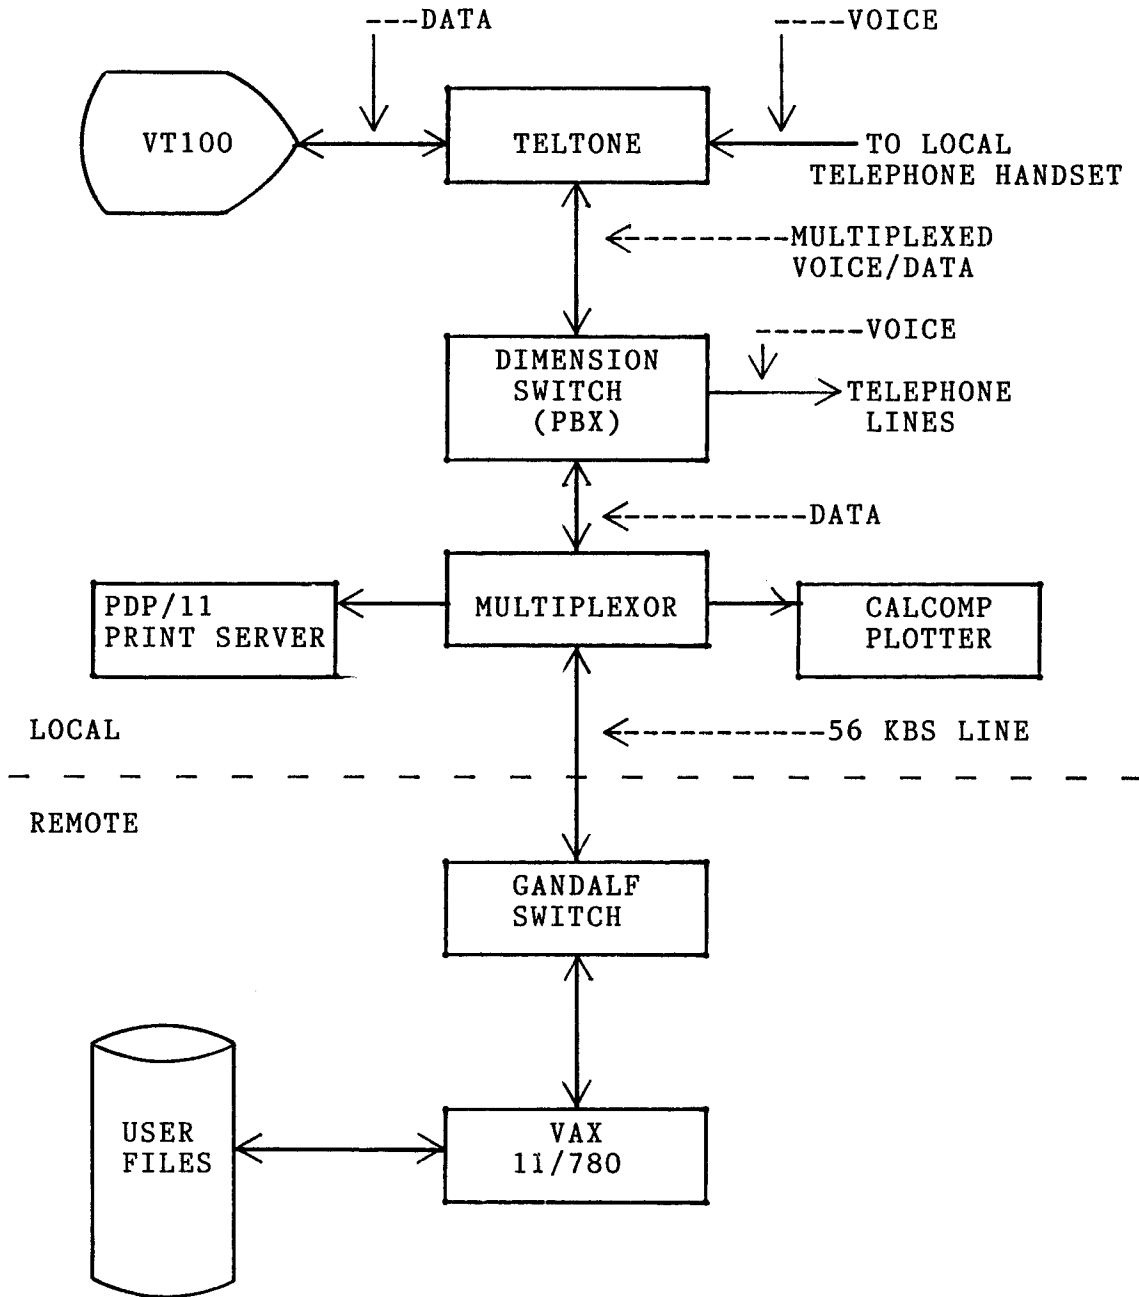 ---DATA
----VOICE
VT100
TELTONE
TO LOCAL
TELEPHONE HANDSET
----------MULTIPLEXED
VOICE/DATA
DIMENSION
SWITCH
(PBX)
------VOICE
TELEPHONE
LINES
-----------DATA
PDP/11
PRINT SERVER
MULTIPLEXOR
CALCOMP
PLOTTER
LOCAL
------------56 KBS LINE
REMOTE
GANDALF
SWITCH
USER
FILES
VAX
11/780